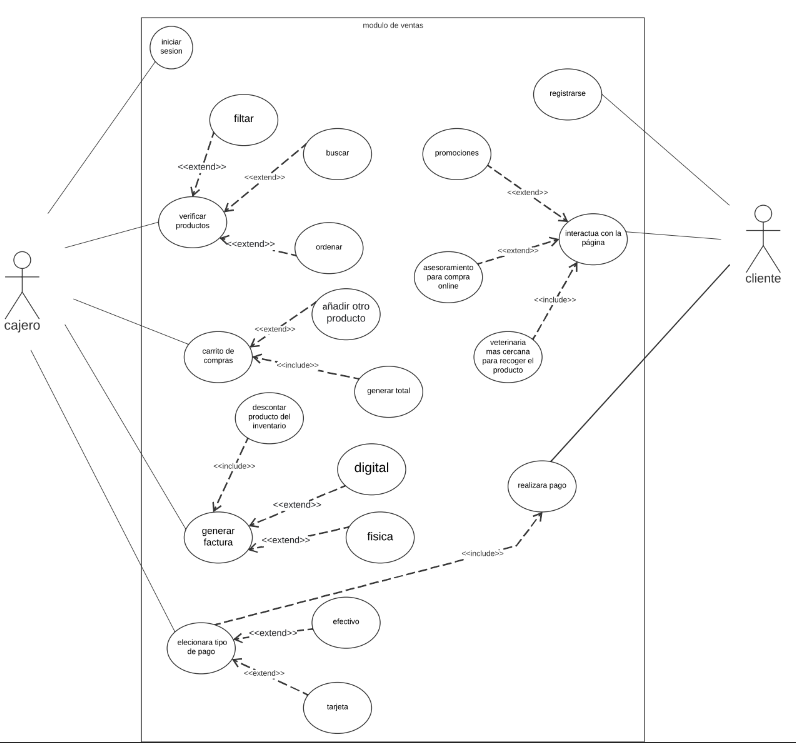 modulo de ventas
iniciar
sesion
registrarse
filtar
buscar
promociones
<<extend>>
<<extend>>
<<extend>>
verificar
productos
interactua con la
página
<<extend>>
ordenar
<<extend>>
asesoramiento
para compra
online
cajero
cliente
<<include>>
añadir otro
producto
<<extend>>
carrito de
compras
<<include>>
veterinaria
mas cercana
para recoger el
producto
generar total
descontar
producto del
inventario
<<include>>
digital
realizara pago
<<extend>>
generar
factura
fisica
<<extend>>
<<include>>
efectivo
<<extend>>
elecionara tipo
de pago
<<extend>>
tarjeta